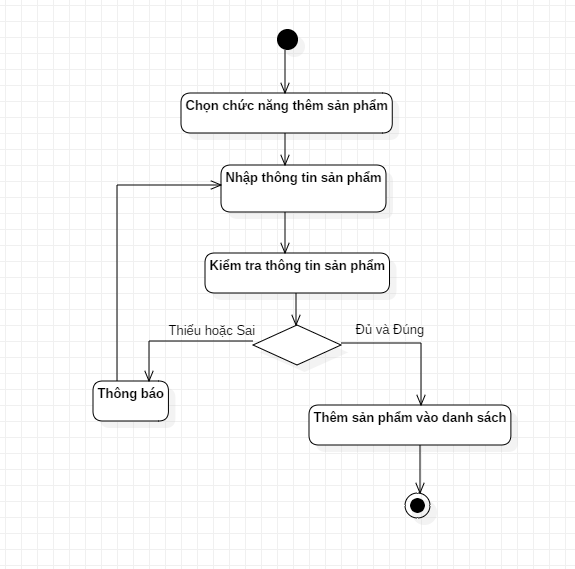 Chọn chức năng thêm sản phẩm
Nhập thông tin sản phẩm
Kiểm tra thông tin sản phẩm
Thiếu hoặc Sai
Đủ và Đúng
Thông báo
Thêm sản phẩm vào danh sách